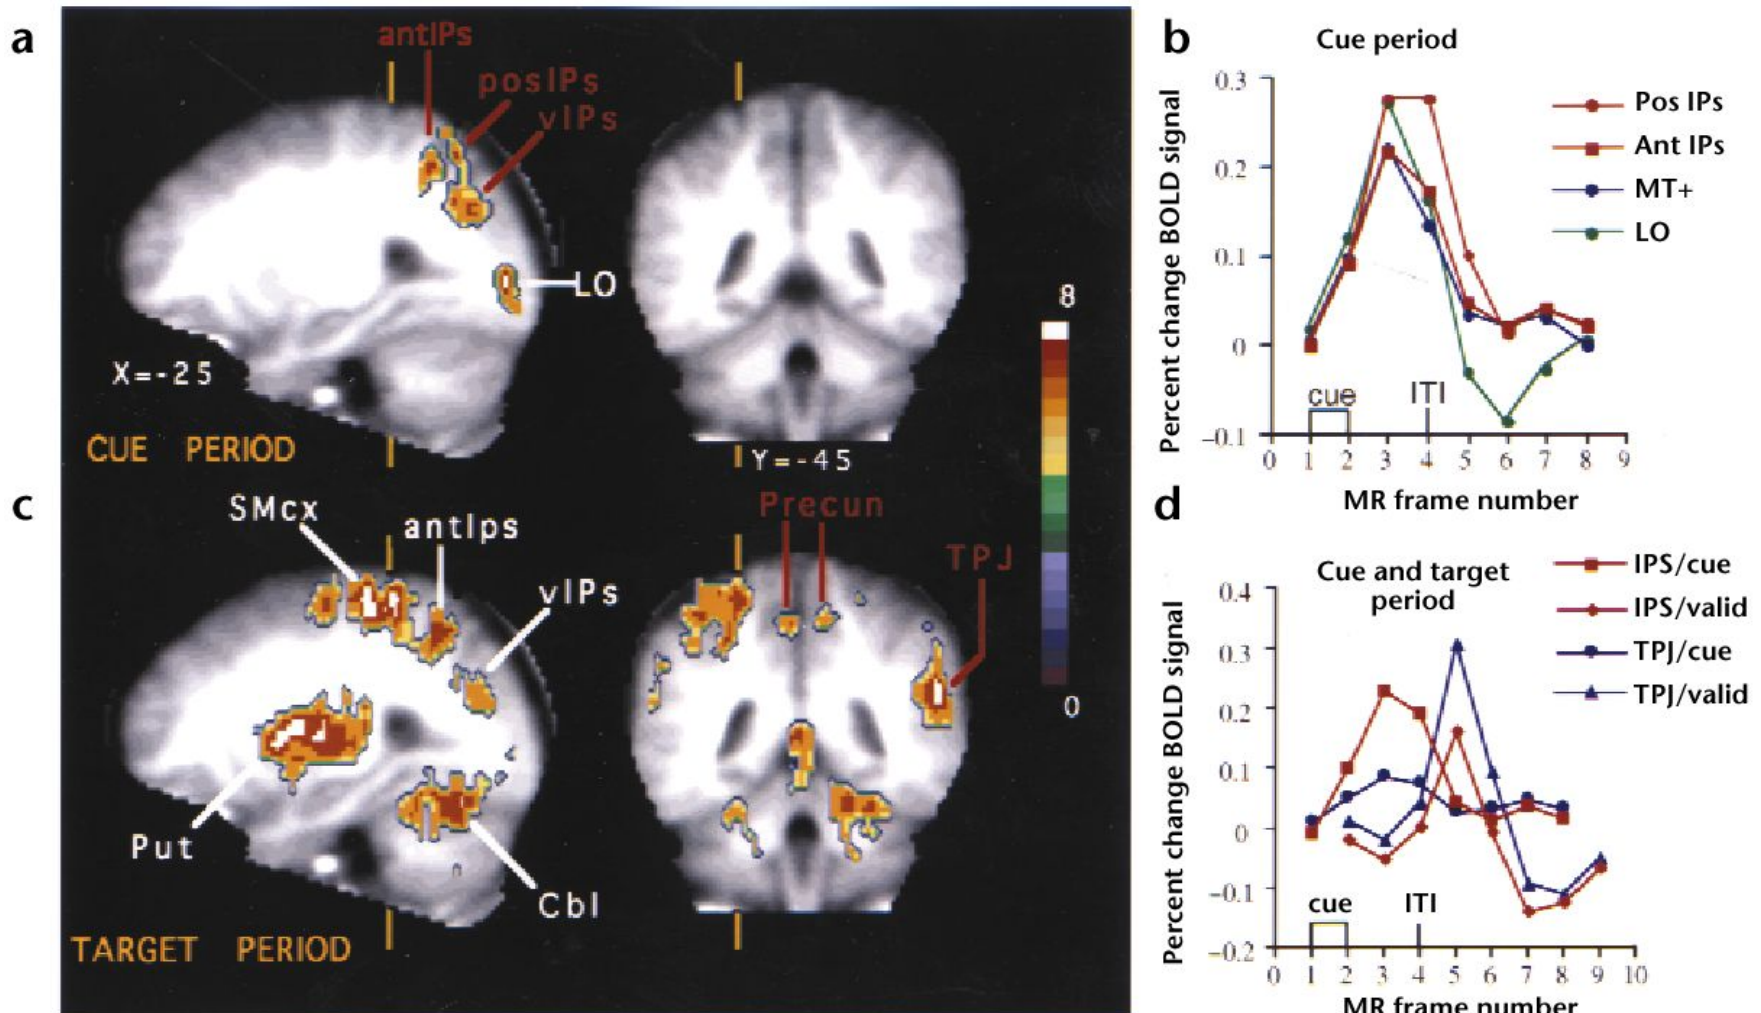 a
antIPs
posIPs
vIPs
LO
X=-25
CUE PERIOD
Y=-45
8
0
b
Cue period
Percent change BOLD signal
0.3
0.2
0.1
0
-0.1
cue
ITI
0 1 2 3 4 5 6 7 8 9
MR frame number
Pos IPs
Ant IPs
MT+
LO
c
SMcx
antIps
vIPs
Put
Cbl
TARGET PERIOD
Precun
TPJ
d
Cue and target
period
Percent change BOLD signal
0.4
0.3
0.2
0.1
0
-0.1
-0.2
cue
ITI
0 1 2 3 4 5 6 7 8 9 10
MR frame number
IPS/cue
IPS/valid
TPJ/cue
TPJ/valid